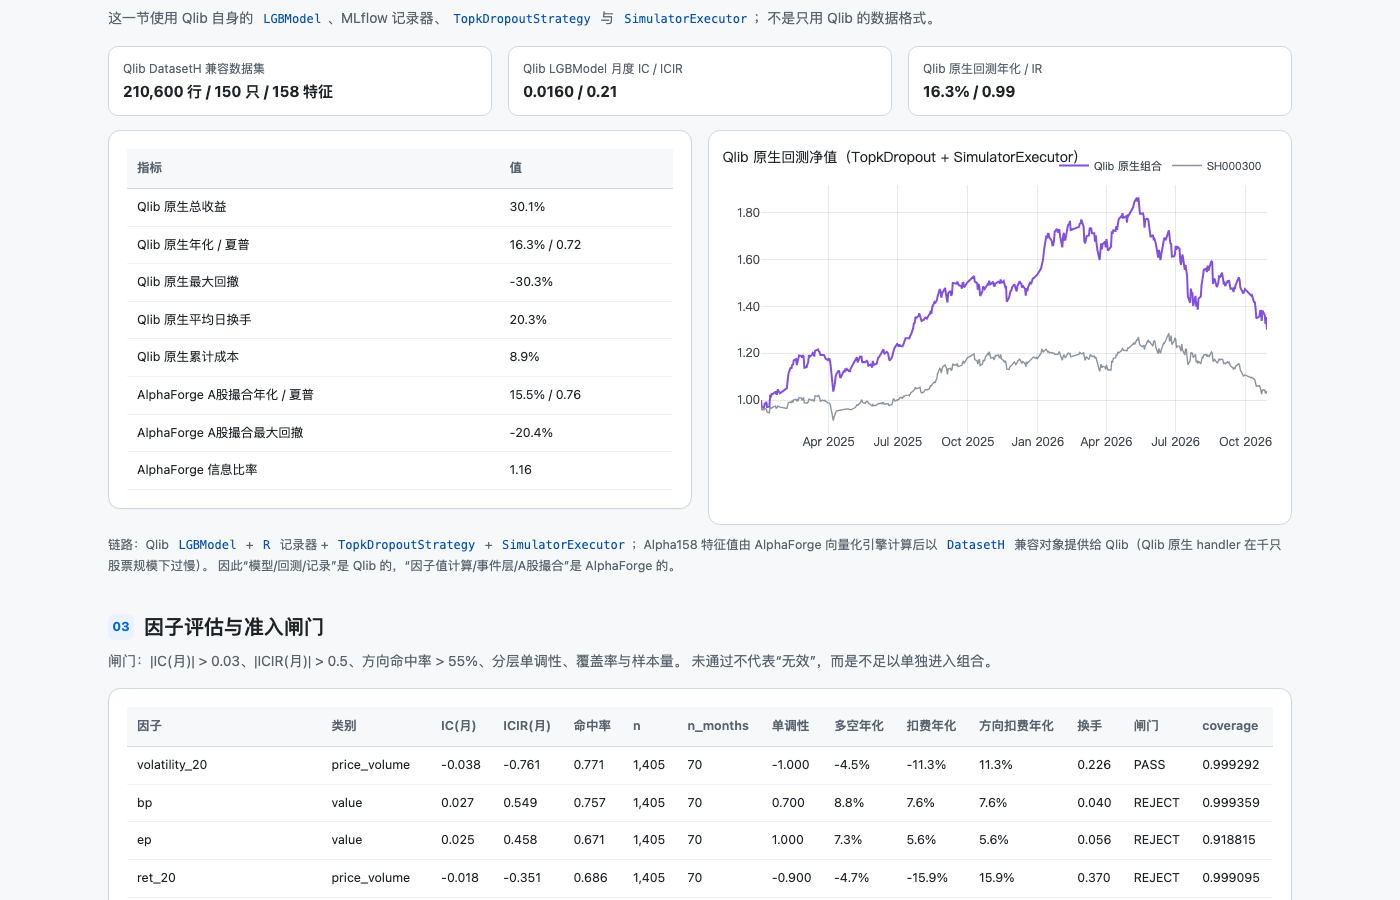 这一节使用 Qlib 自身的 LGBModel 、MLflow 记录器、 TopkDropoutStrategy 与 SimulatorExecutor ；不是只用 Qlib 的数据格式。
Qlib DatasetH 兼容数据集
210,600 行 / 150 只 / 158 特征
Qlib LGBModel 月度 IC / ICIR
0.0160 / 0.21
Qlib 原生回测年化 / IR
16.3% / 0.99
指标 值
Qlib 原生总收益 30.1%
Qlib 原生年化 / 夏普 16.3% / 0.72
Qlib 原生最大回撤 -30.3%
Qlib 原生平均日换手 20.3%
Qlib 原生累计成本 8.9%
AlphaForge A股撮合年化 / 夏普 15.5% / 0.76
AlphaForge A股撮合最大回撤 -20.4%
AlphaForge 信息比率 1.16
Qlib 原生回测净值（TopkDropout + SimulatorExecutor）
Qlib 原生组合 SH000300
1.80
1.60
1.40
1.20
1.00
Apr 2025 Jul 2025 Oct 2025 Jan 2026 Apr 2026 Jul 2026 Oct 2026
链路：Qlib LGBModel + R 记录器 + TopkDropoutStrategy + SimulatorExecutor ；Alpha158 特征值由 AlphaForge 向量化引擎计算后以 DatasetH 兼容对象提供给 Qlib（Qlib 原生 handler 在千只
股票规模下过慢）。 因此“模型/回测/记录”是 Qlib 的，“因子值计算/事件层/A股撮合”是 AlphaForge 的。
03 因子评估与准入闸门
闸门：|IC(月)| > 0.03、|ICIR(月)| > 0.5、方向命中率 > 55%、分层单调性、覆盖率与样本量。 未通过不代表“无效”，而是不足以单独进入组合。
因子 类别 IC(月) ICIR(月) 命中率 n n_months 单调性 多空年化 扣费年化 方向扣费年化 换手 闸门 coverage
volatility_20 price_volume -0.038 -0.761 0.771 1,405 70 -1.000 -4.5% -11.3% 11.3% 0.226 PASS 0.999292
bp value 0.027 0.549 0.757 1,405 70 0.700 8.8% 7.6% 7.6% 0.040 REJECT 0.999359
ep value 0.025 0.458 0.671 1,405 70 1.000 7.3% 5.6% 5.6% 0.056 REJECT 0.918815
ret_20 price_volume -0.018 -0.351 0.686 1,405 70 -0.900 -4.7% -15.9% 15.9% 0.370 REJECT 0.999095